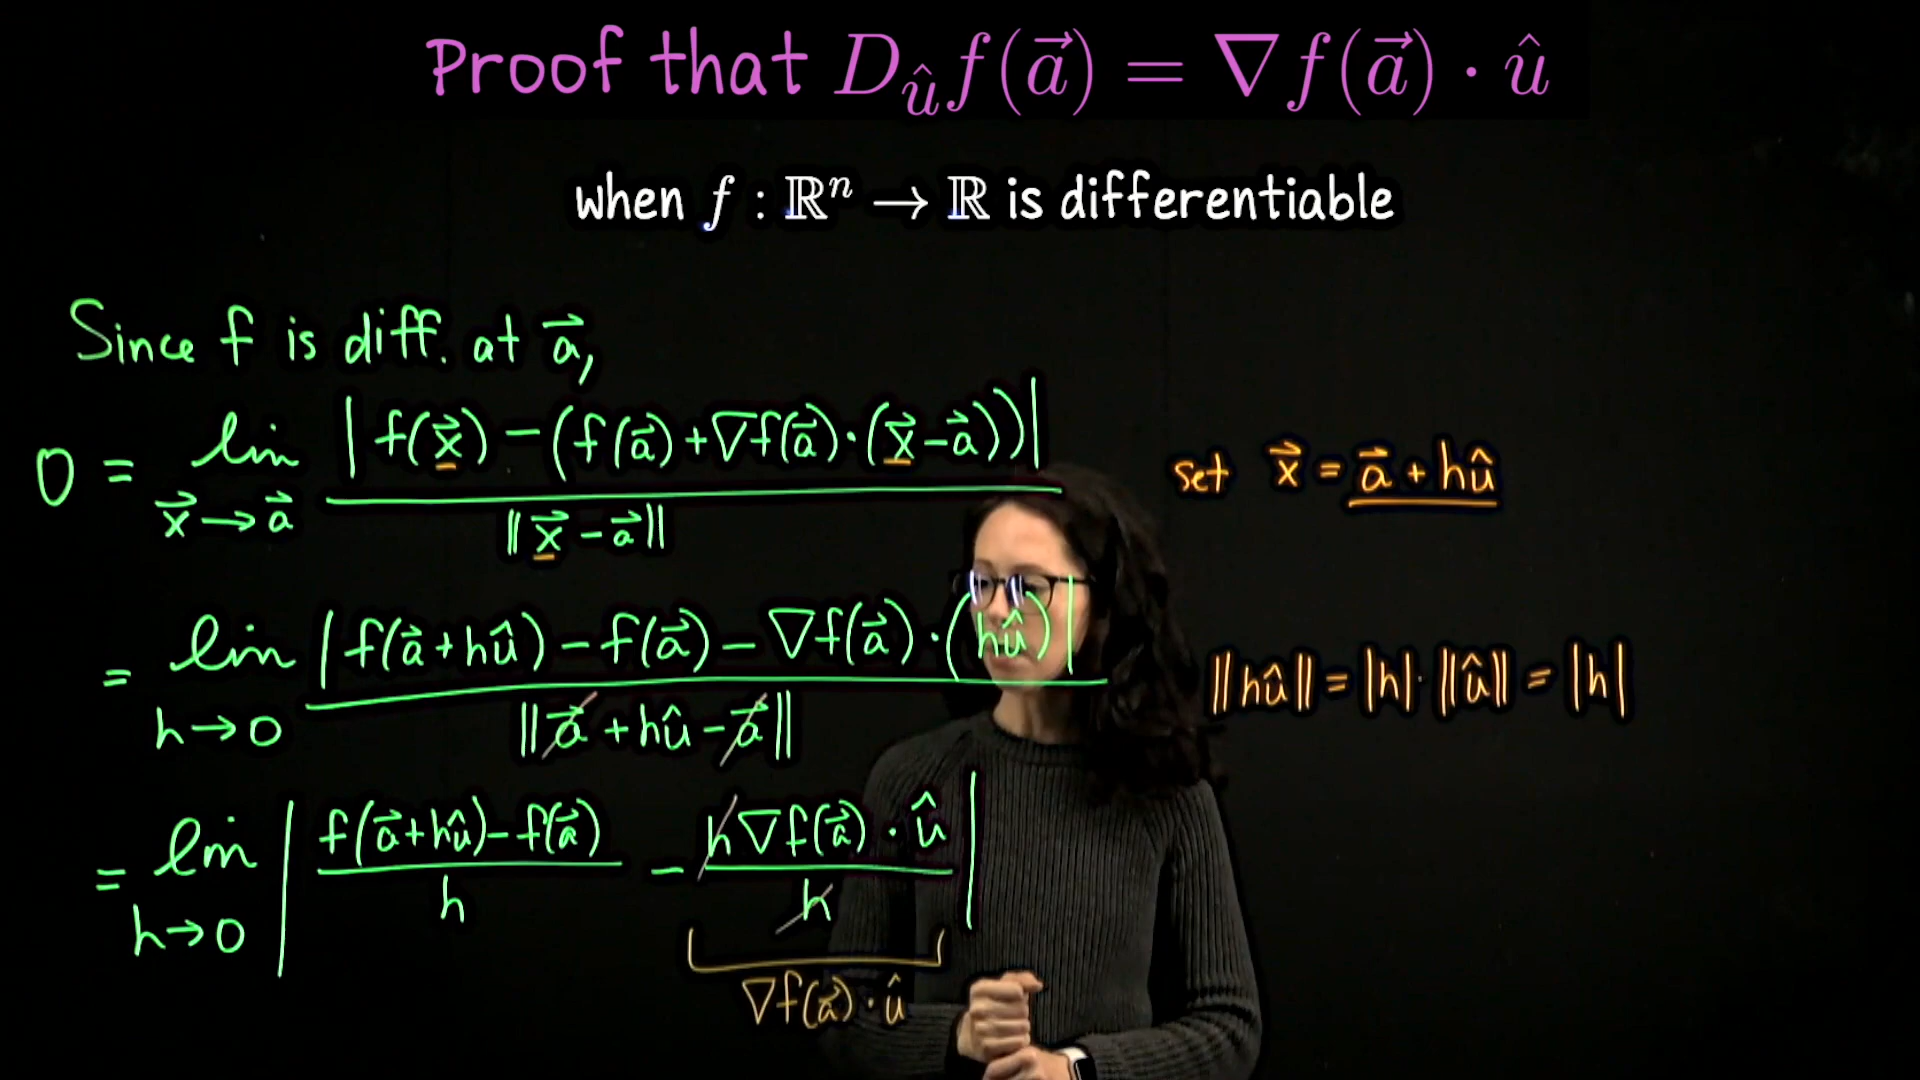 Proof that D_û f(a⃗) = ∇f(a⃗) · û
when f : ℝⁿ → ℝ is differentiable
Since f is diff. at a⃗,
0 = lim x⃗→a⃗ |f(x⃗) − (f(a⃗) + ∇f(a⃗)·(x⃗−a⃗))| / ‖x⃗ − a⃗‖
set x⃗ = a⃗ + hû
= lim h→0 |f(a⃗+hû) − f(a⃗) − ∇f(a⃗)·(hû)| / ‖a⃗ + hû − a⃗‖
‖hû‖ = |h|·‖û‖ = |h|
= lim h→0 | (f(a⃗+hû) − f(a⃗)) / h − (h∇f(a⃗) · û) / h |
∇f(a⃗)·û